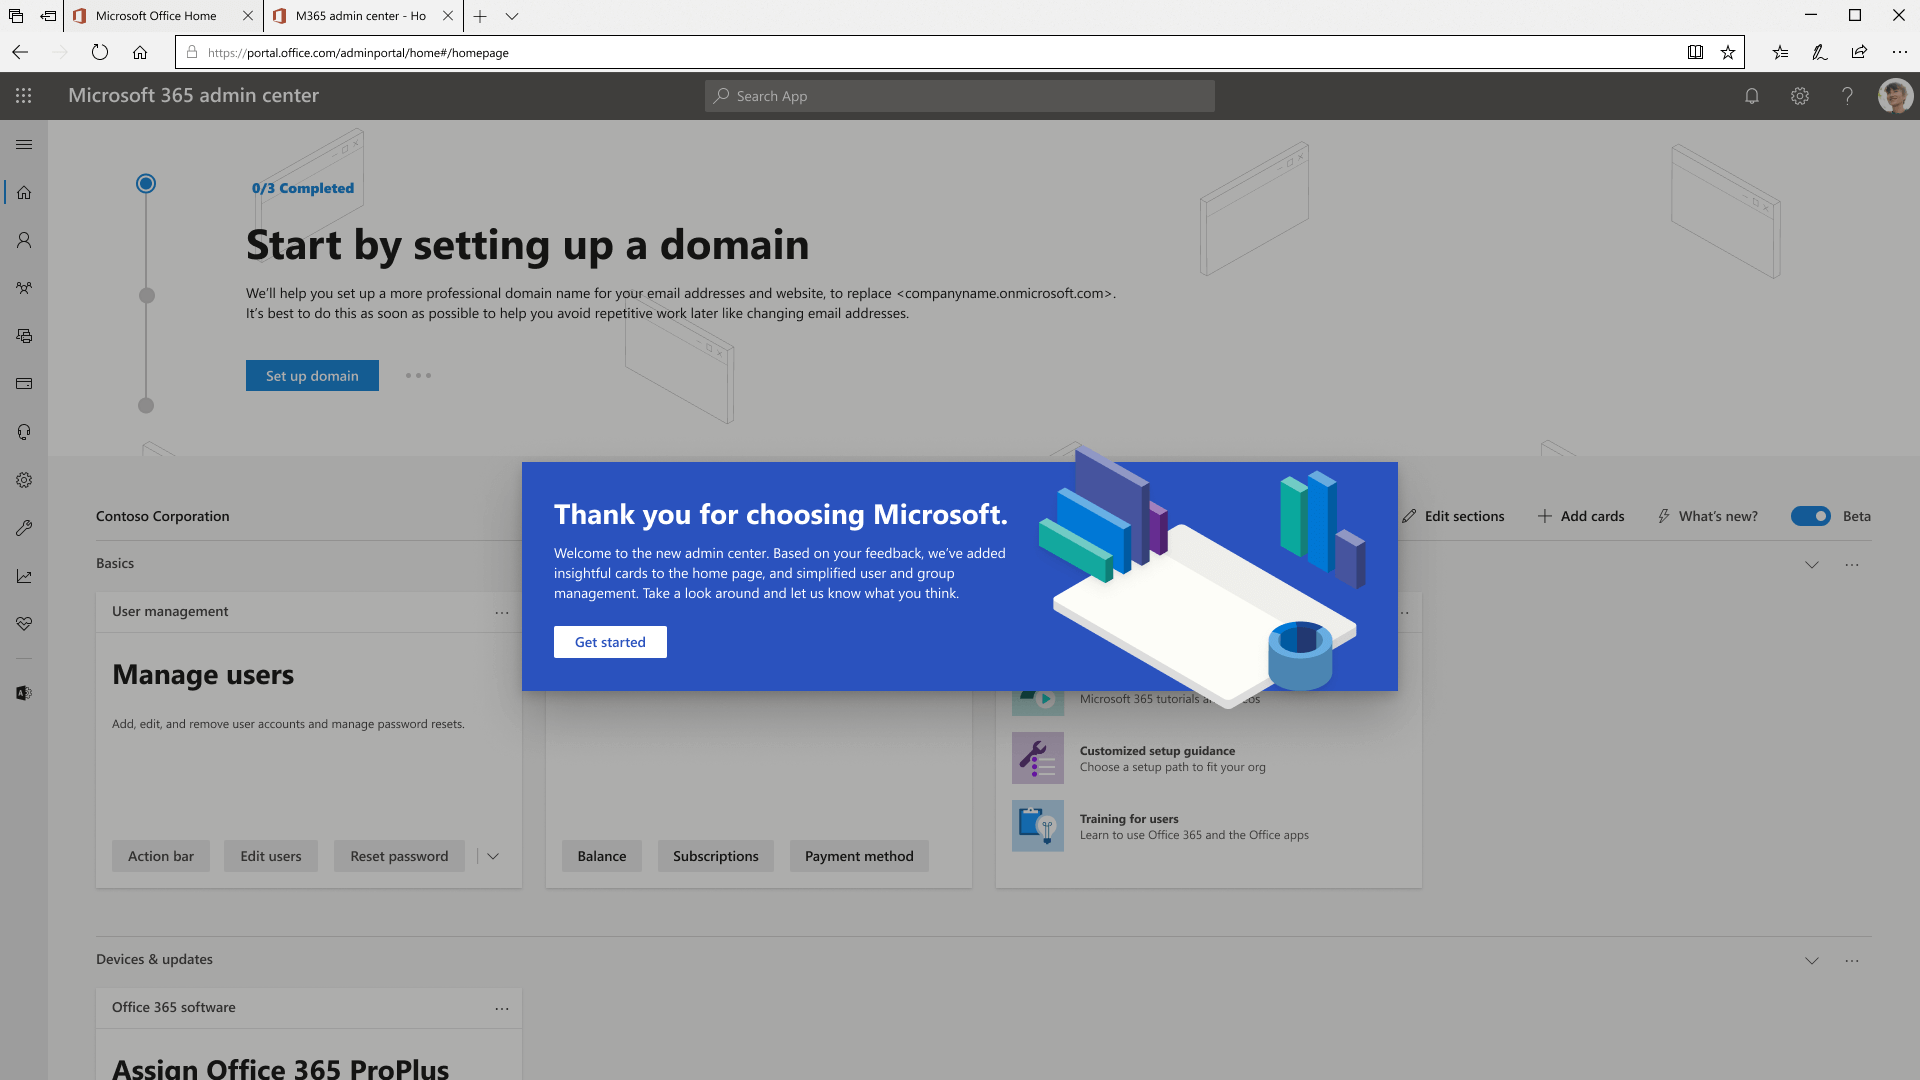 Microsoft Office Home
M365 admin center - Ho
https://portal.office.com/adminportal/home#/homepage
Microsoft 365 admin center
Search App
0/3 Completed
Start by setting up a domain
We'll help you set up a more professional domain name for your email addresses and website, to replace <companyname.onmicrosoft.com>.
It's best to do this as soon as possible to help you avoid repetitive work later like changing email addresses.
Set up domain
Contoso Corporation
Edit sections
Add cards
What's new?
Beta
Thank you for choosing Microsoft.
Welcome to the new admin center. Based on your feedback, we've added
insightful cards to the home page, and simplified user and group
management. Take a look around and let us know what you think.
Get started
Basics
User management
Manage users
Add, edit, and remove user accounts and manage password resets.
Action bar
Edit users
Reset password
Balance
Subscriptions
Payment method
Microsoft 365 tutorials
Customized setup guidance
Choose a setup path to fit your org
Training for users
Learn to use Office 365 and the Office apps
Devices & updates
Office 365 software
Assign Office 365 ProPlus